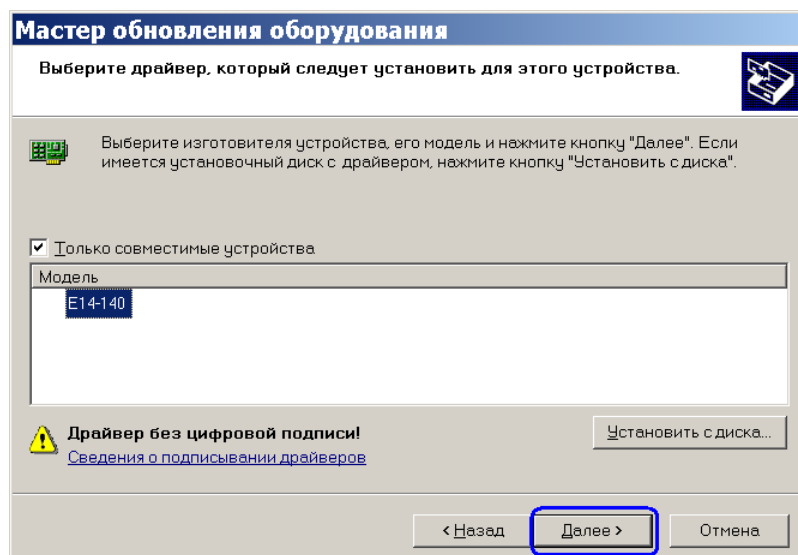 Мастер обновления оборудования
Выберите драйвер, который следует установить для этого устройства.
Выберите изготовителя устройства, его модель и нажмите кнопку "Далее". Если
имеется установочный диск с драйвером, нажмите кнопку "Установить с диска".
Только совместимые устройства
Модель
E14-140
Драйвер без цифровой подписи!
Сведения о подписывании драйверов
Установить с диска...
< Назад
Далее >
Отмена